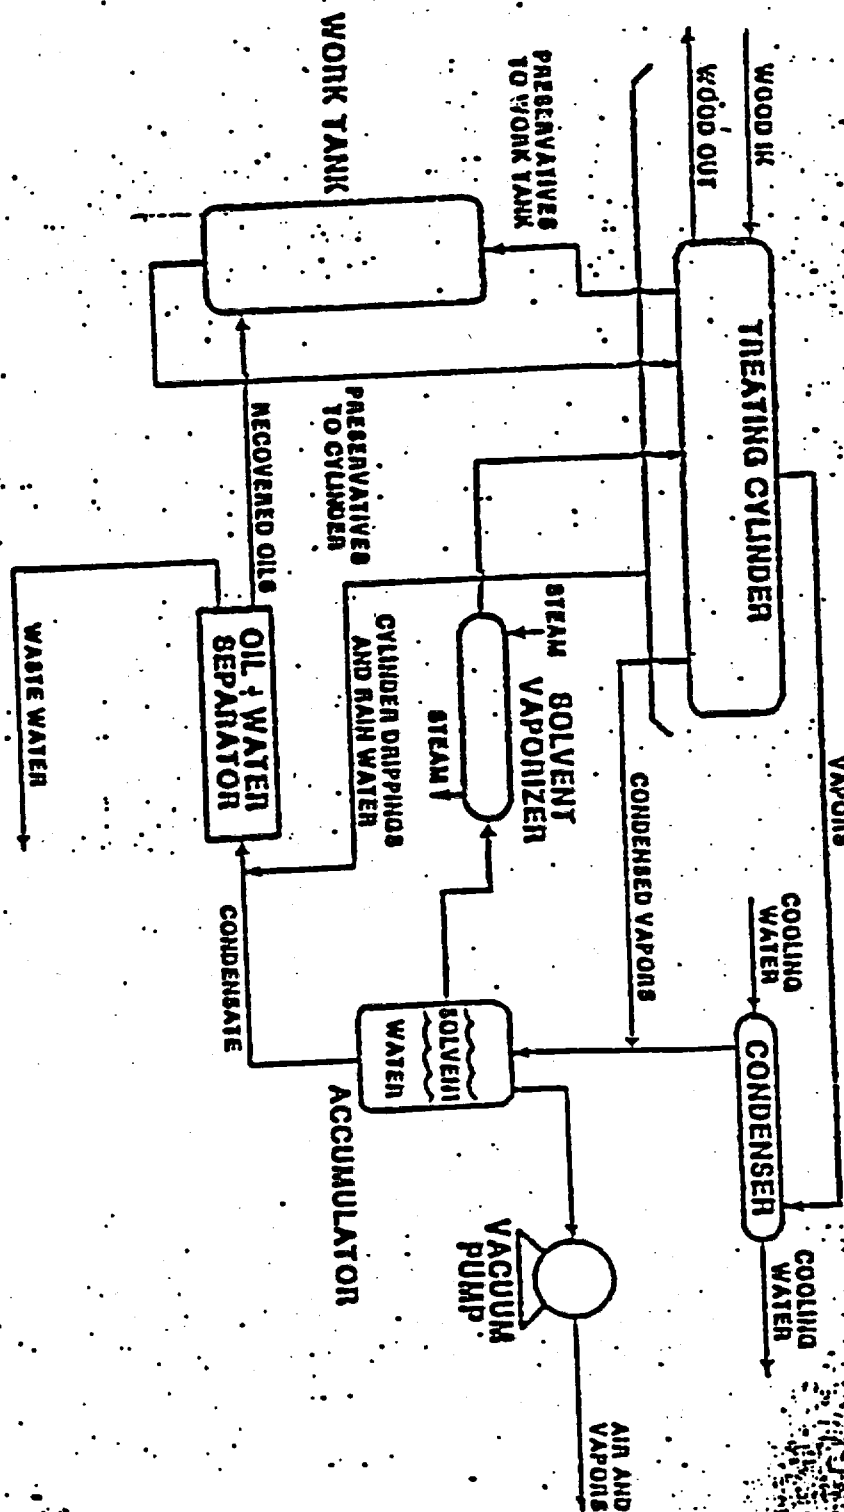 WOOD IN
WOOD OUT
TREATING CYLINDER
VAPORS
PRESERVATIVES
TO WORK TANK
WORK TANK
COOLING
WATER
CONDENSER
COOLING
WATER
CONDENSED VAPORS
STEAM
SOLVENT
VAPORIZER
STEAM
PRESERVATIVES
TO CYLINDER
CYLINDER DRIPPINGS
AND RAIN WATER
RECOVERED OILS
OIL + WATER
SEPARATOR
WASTE WATER
CONDENSATE
SOLVENT
WATER
ACCUMULATOR
VACUUM
PUMP
AIR AND
VAPORS